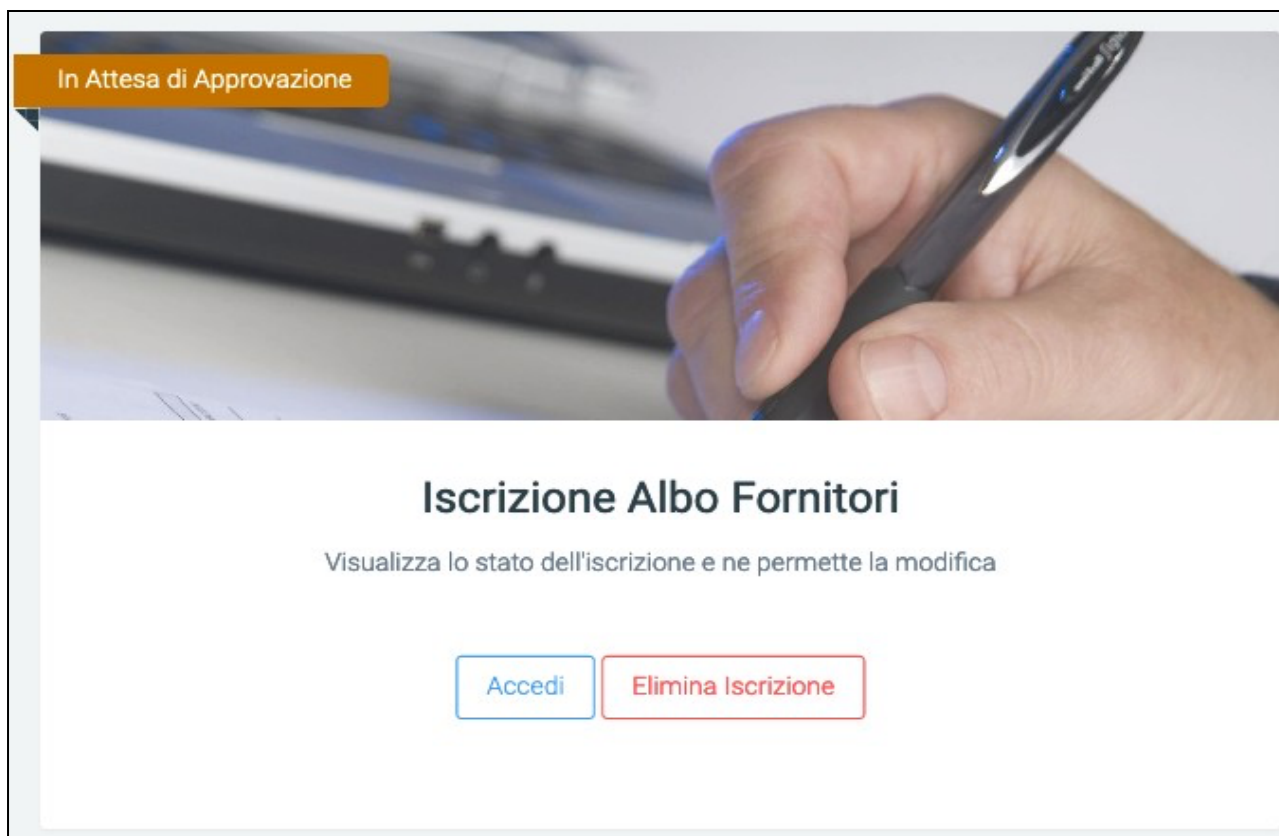 In Attesa di Approvazione
Iscrizione Albo Fornitori
Visualizza lo stato dell'iscrizione e ne permette la modifica
Accedi
Elimina Iscrizione